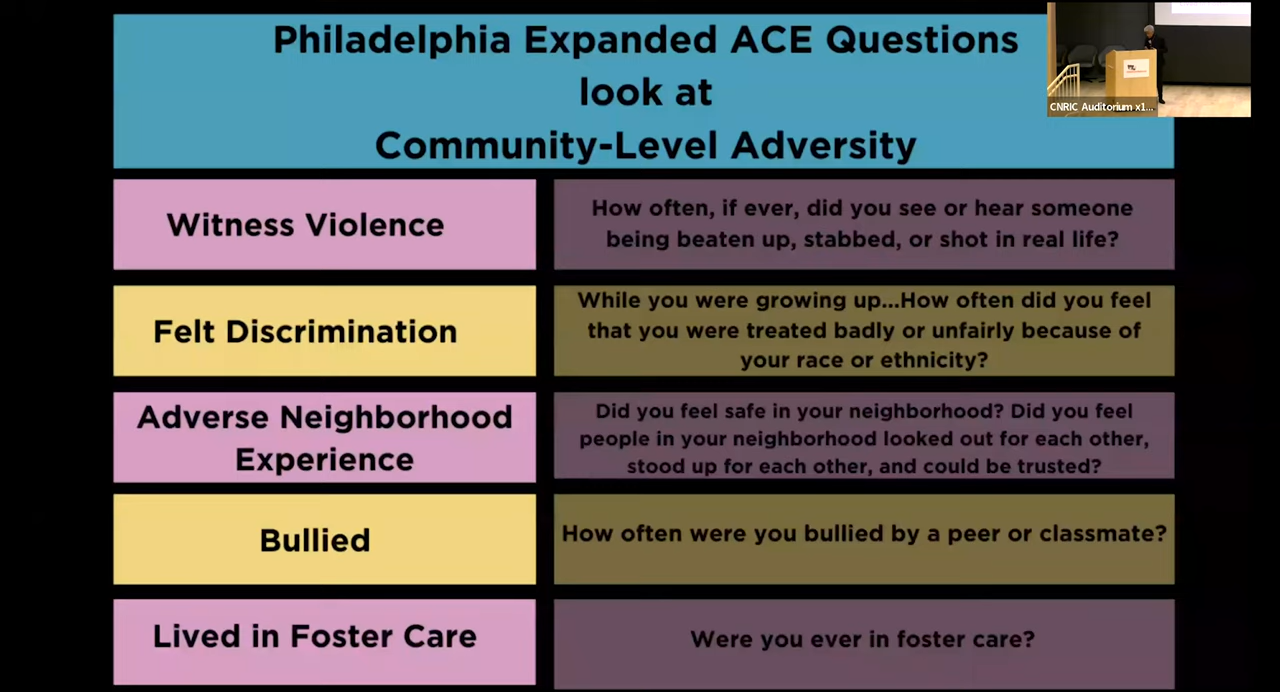 Philadelphia Expanded ACE Questions
look at
Community-Level Adversity
CNRIC Auditorium x1...
Witness Violence
How often, if ever, did you see or hear someone
being beaten up, stabbed, or shot in real life?
Felt Discrimination
While you were growing up...How often did you feel
that you were treated badly or unfairly because of
your race or ethnicity?
Adverse Neighborhood
Experience
Did you feel safe in your neighborhood? Did you feel
people in your neighborhood looked out for each other,
stood up for each other, and could be trusted?
Bullied
How often were you bullied by a peer or classmate?
Lived in Foster Care
Were you ever in foster care?